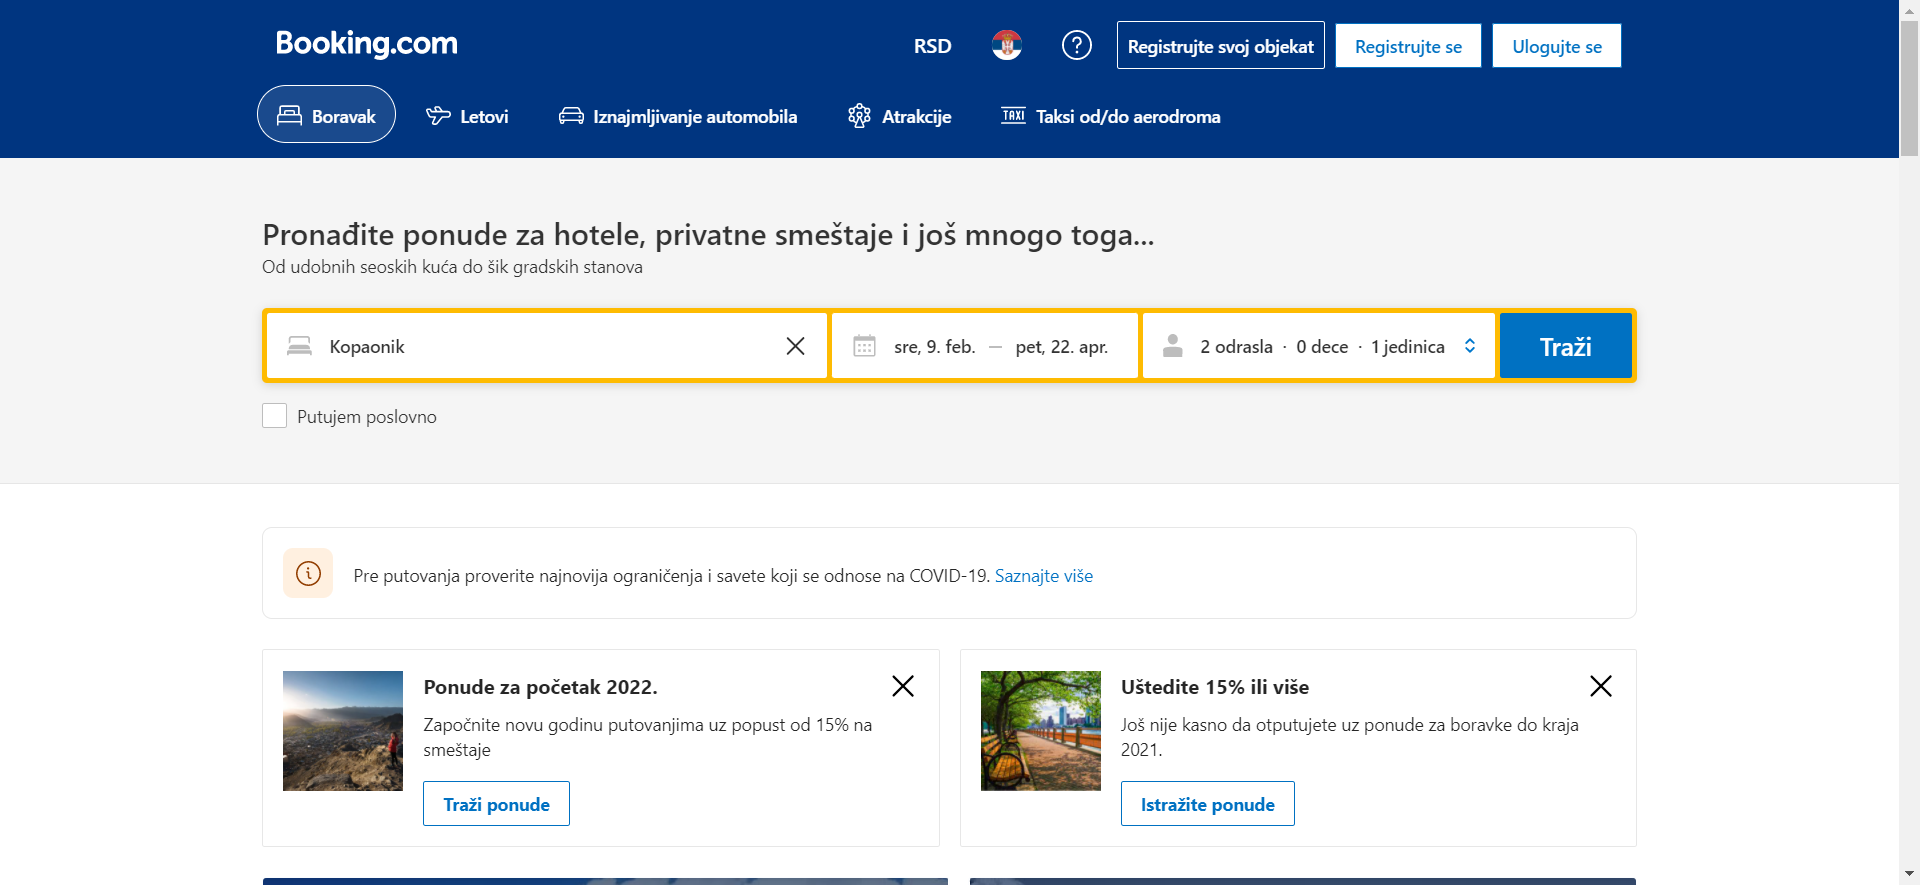 Booking.com
RSD
Registrujte svoj objekat
Registrujte se
Ulogujte se
Boravak
Letovi
Iznajmljivanje automobila
Atrakcije
TAXI
Taksi od/do aerodroma
Pronađite ponude za hotele, privatne smeštaje i još mnogo toga...
Od udobnih seoskih kuća do šik gradskih stanova
Kopaonik
sre, 9. feb. — pet, 22. apr.
2 odrasla · 0 dece · 1 jedinica
Traži
Putujem poslovno
Pre putovanja proverite najnovija ograničenja i savete koji se odnose na COVID-19. Saznajte više
Ponude za početak 2022.
Započnite novu godinu putovanjima uz popust od 15% na
smeštaje
Traži ponude
Uštedite 15% ili više
Još nije kasno da otputujete uz ponude za boravke do kraja
2021.
Istražite ponude